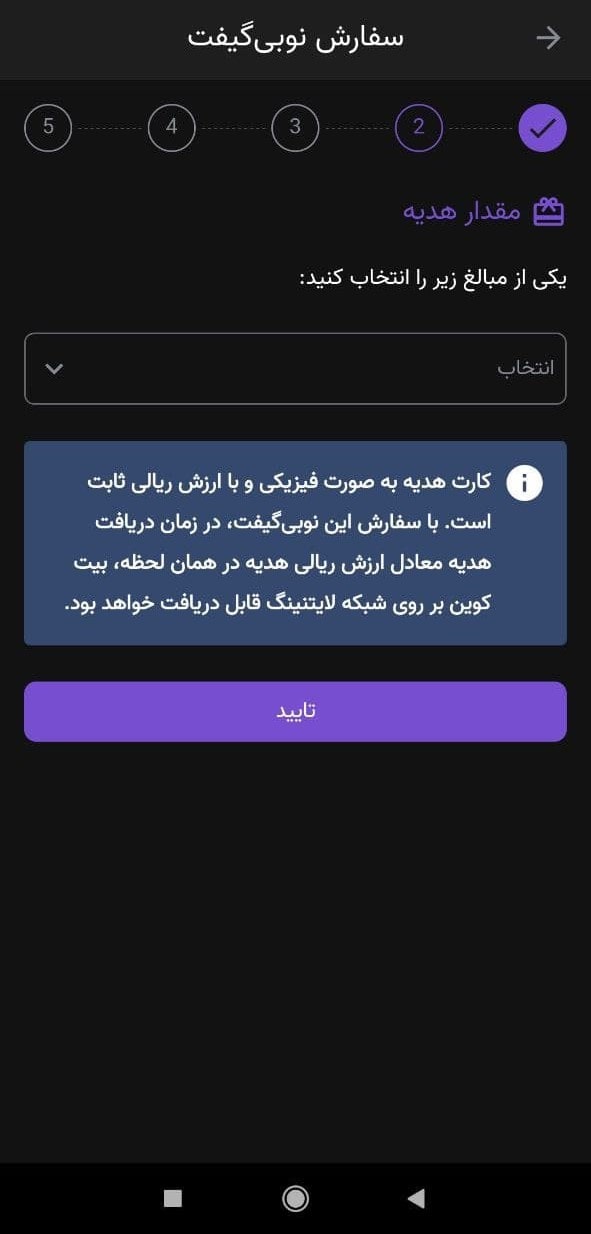 سفارش نوبی‌گیفت
2
3
4
5
مقدار هدیه
یکی از مبالغ زیر را انتخاب کنید:
انتخاب
کارت هدیه به صورت فیزیکی و با ارزش ریالی ثابت
است. با سفارش این نوبی‌گیفت، در زمان دریافت
هدیه معادل ارزش ریالی هدیه در همان لحظه، بیت
کوین بر روی شبکه لایتنینگ قابل دریافت خواهد بود.
تایید